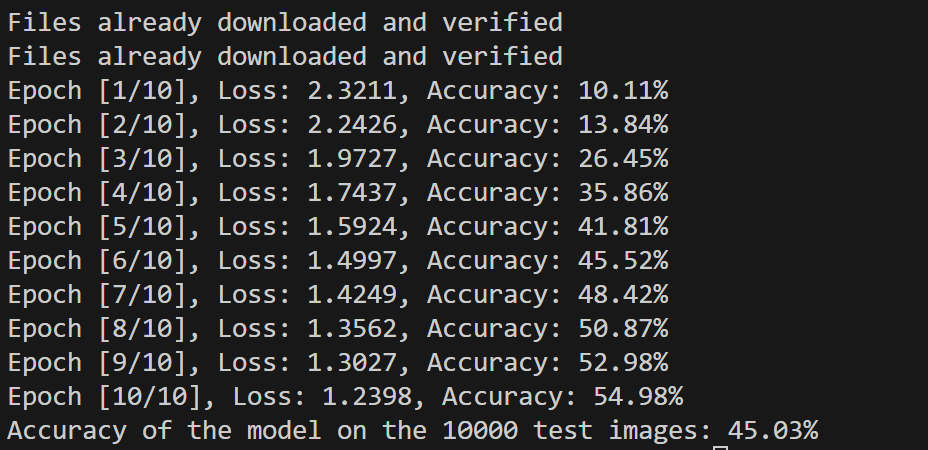 Files already downloaded and verified
Files already downloaded and verified
Epoch [1/10], Loss: 2.3211, Accuracy: 10.11%
Epoch [2/10], Loss: 2.2426, Accuracy: 13.84%
Epoch [3/10], Loss: 1.9727, Accuracy: 26.45%
Epoch [4/10], Loss: 1.7437, Accuracy: 35.86%
Epoch [5/10], Loss: 1.5924, Accuracy: 41.81%
Epoch [6/10], Loss: 1.4997, Accuracy: 45.52%
Epoch [7/10], Loss: 1.4249, Accuracy: 48.42%
Epoch [8/10], Loss: 1.3562, Accuracy: 50.87%
Epoch [9/10], Loss: 1.3027, Accuracy: 52.98%
Epoch [10/10], Loss: 1.2398, Accuracy: 54.98%
Accuracy of the model on the 10000 test images: 45.03%